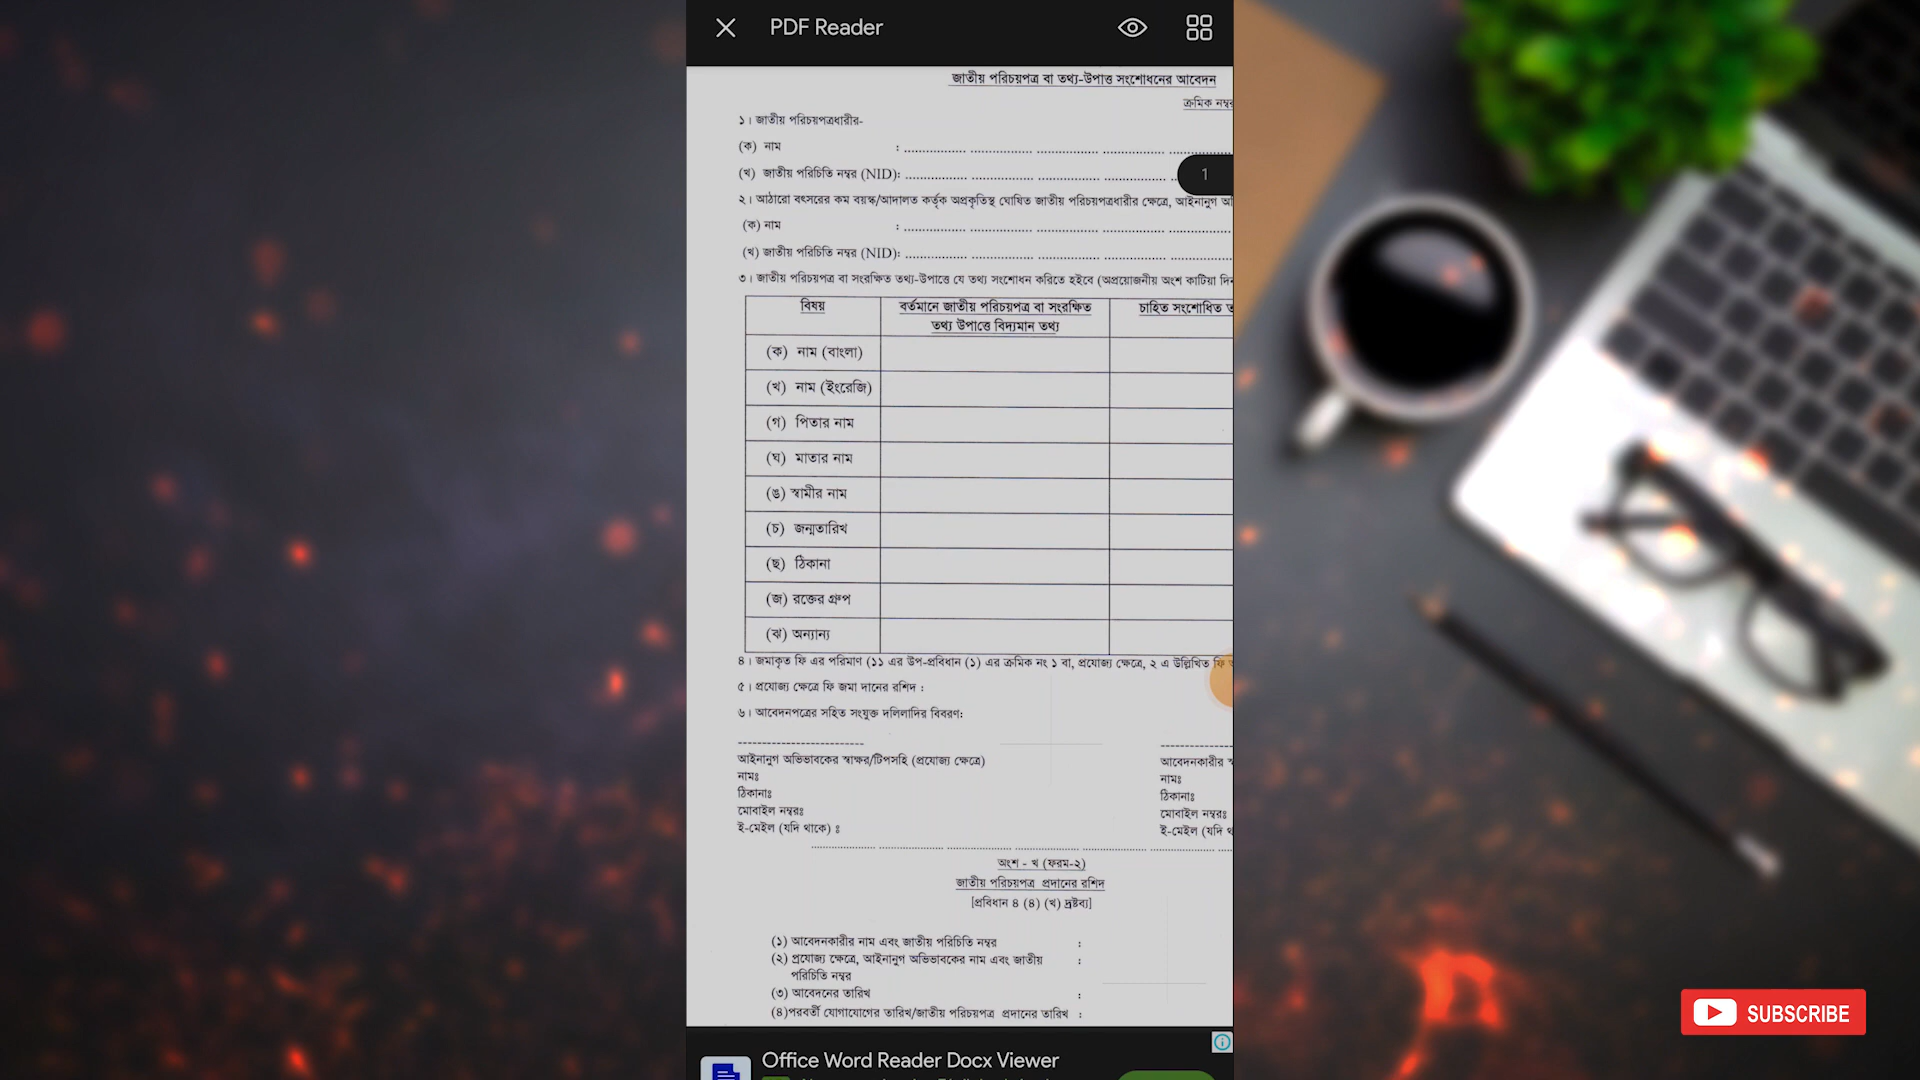 PDF Reader
জাতীয় পরিচয়পত্র বা তথ্য-উপাত্ত সংশোধনের আবেদন
ক্রমিক নম্বর
১। জাতীয় পরিচয়পত্রধারীর-
(ক) নাম :
(খ) জাতীয় পরিচিতি নম্বর (NID):
1
২। আঠারো বৎসরের কম বয়স্ক/আদালত কর্তৃক অপ্রকৃতিস্থ ঘোষিত জাতীয় পরিচয়পত্রধারীর ক্ষেত্রে, আইনানুগ
(ক) নাম :
(খ) জাতীয় পরিচিতি নম্বর (NID):
৩। জাতীয় পরিচয়পত্র বা সংরক্ষিত তথ্য-উপাত্তে যে তথ্য সংশোধন করিতে হইবে (অপ্রয়োজনীয় অংশ কাটিয়া
বিষয় বর্তমানে জাতীয় পরিচয়পত্র বা সংরক্ষিত তথ্য উপাত্তে বিদ্যমান তথ্য চাহিত সংশোধিত
(ক) নাম (বাংলা)
(খ) নাম (ইংরেজি)
(গ) পিতার নাম
(ঘ) মাতার নাম
(ঙ) স্বামীর নাম
(চ) জন্মতারিখ
(ছ) ঠিকানা
(জ) রক্তের গ্রুপ
(ঝ) অন্যান্য
৪। জমাকৃত ফি এর পরিমাণ (১১ এর উপ-প্রবিধান (১) এর ক্রমিক নং ১ বা, প্রযোজ্য ক্ষেত্রে, ২ এ উল্লিখিত ফি
৫। প্রযোজ্য ক্ষেত্রে ফি জমা দানের রশিদ :
৬। আবেদনপত্রের সহিত সংযুক্ত দলিলাদির বিবরণ:
আইনানুগ অভিভাবকের স্বাক্ষর/টিপসহি (প্রযোজ্য ক্ষেত্রে)
নামঃ
ঠিকানাঃ
মোবাইল নম্বরঃ
ই-মেইল (যদি থাকে) ঃ
আবেদনকারীর
নামঃ
ঠিকানাঃ
মোবাইল নম্বরঃ
ই-মেইল (যদি
অংশ - খ (ফরম-২)
জাতীয় পরিচয়পত্র প্রদানের রশিদ
[প্রবিধান ৪ (৪) (খ) দ্রষ্টব্য]
(১) আবেদনকারীর নাম এবং জাতীয় পরিচিতি নম্বর :
(২) প্রযোজ্য ক্ষেত্রে, আইনানুগ অভিভাবকের নাম এবং জাতীয় :
পরিচিতি নম্বর
(৩) আবেদনের তারিখ :
(৪)পরবর্তী যোগাযোগের তারিখ/জাতীয় পরিচয়পত্র প্রদানের তারিখ :
Office Word Reader Docx Viewer
SUBSCRIBE